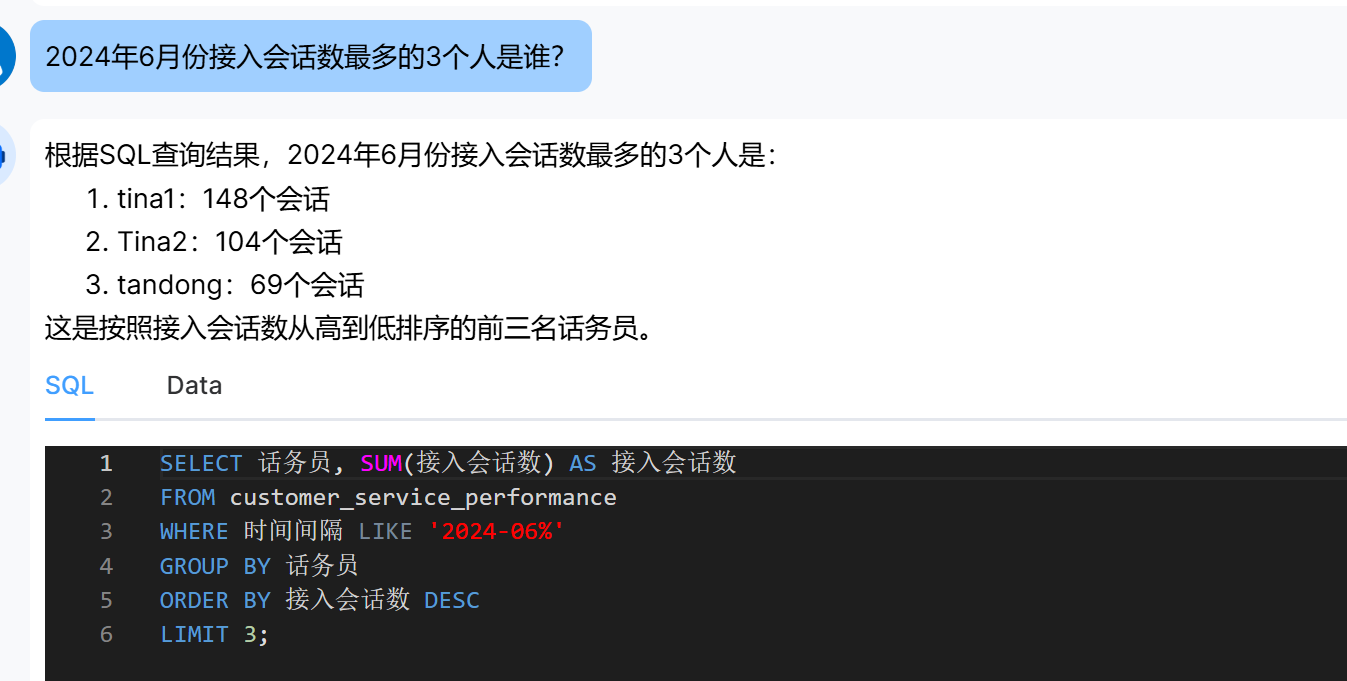 2024年6月份接入会话数最多的3个人是谁？
根据SQL查询结果，2024年6月份接入会话数最多的3个人是：
1. tina1：148个会话
2. Tina2：104个会话
3. tandong：69个会话
这是按照接入会话数从高到低排序的前三名话务员。
SQL Data
1 SELECT 话务员, SUM(接入会话数) AS 接入会话数
2 FROM customer_service_performance
3 WHERE 时间间隔 LIKE '2024-06%'
4 GROUP BY 话务员
5 ORDER BY 接入会话数 DESC
6 LIMIT 3;